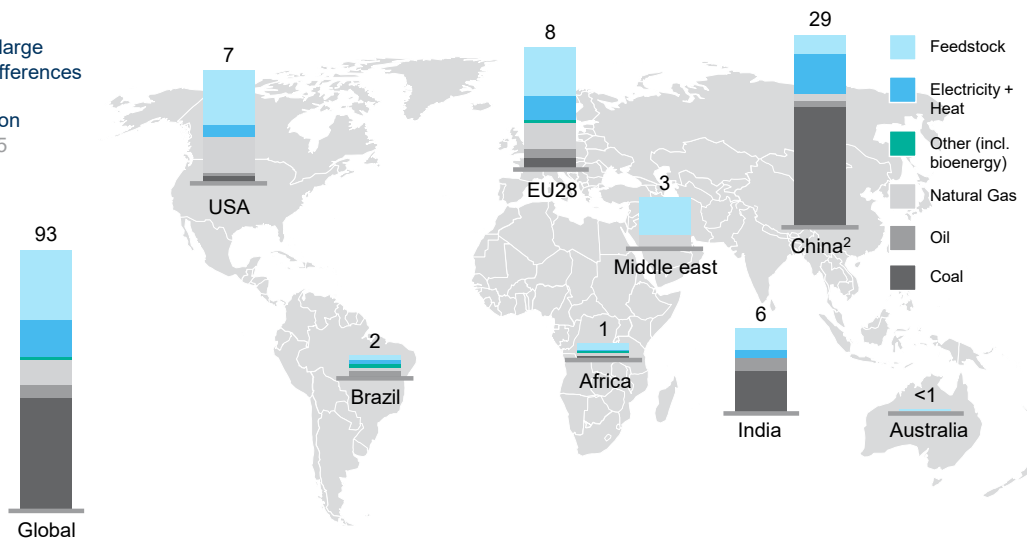 large
fferences
on
5
7
8
29
Feedstock
Electricity +
Heat
Other (incl.
bioenergy)
Natural Gas
Oil
Coal
USA
EU28
3
China²
Middle east
93
2
1
6
<1
Brazil
Africa
India
Australia
Global